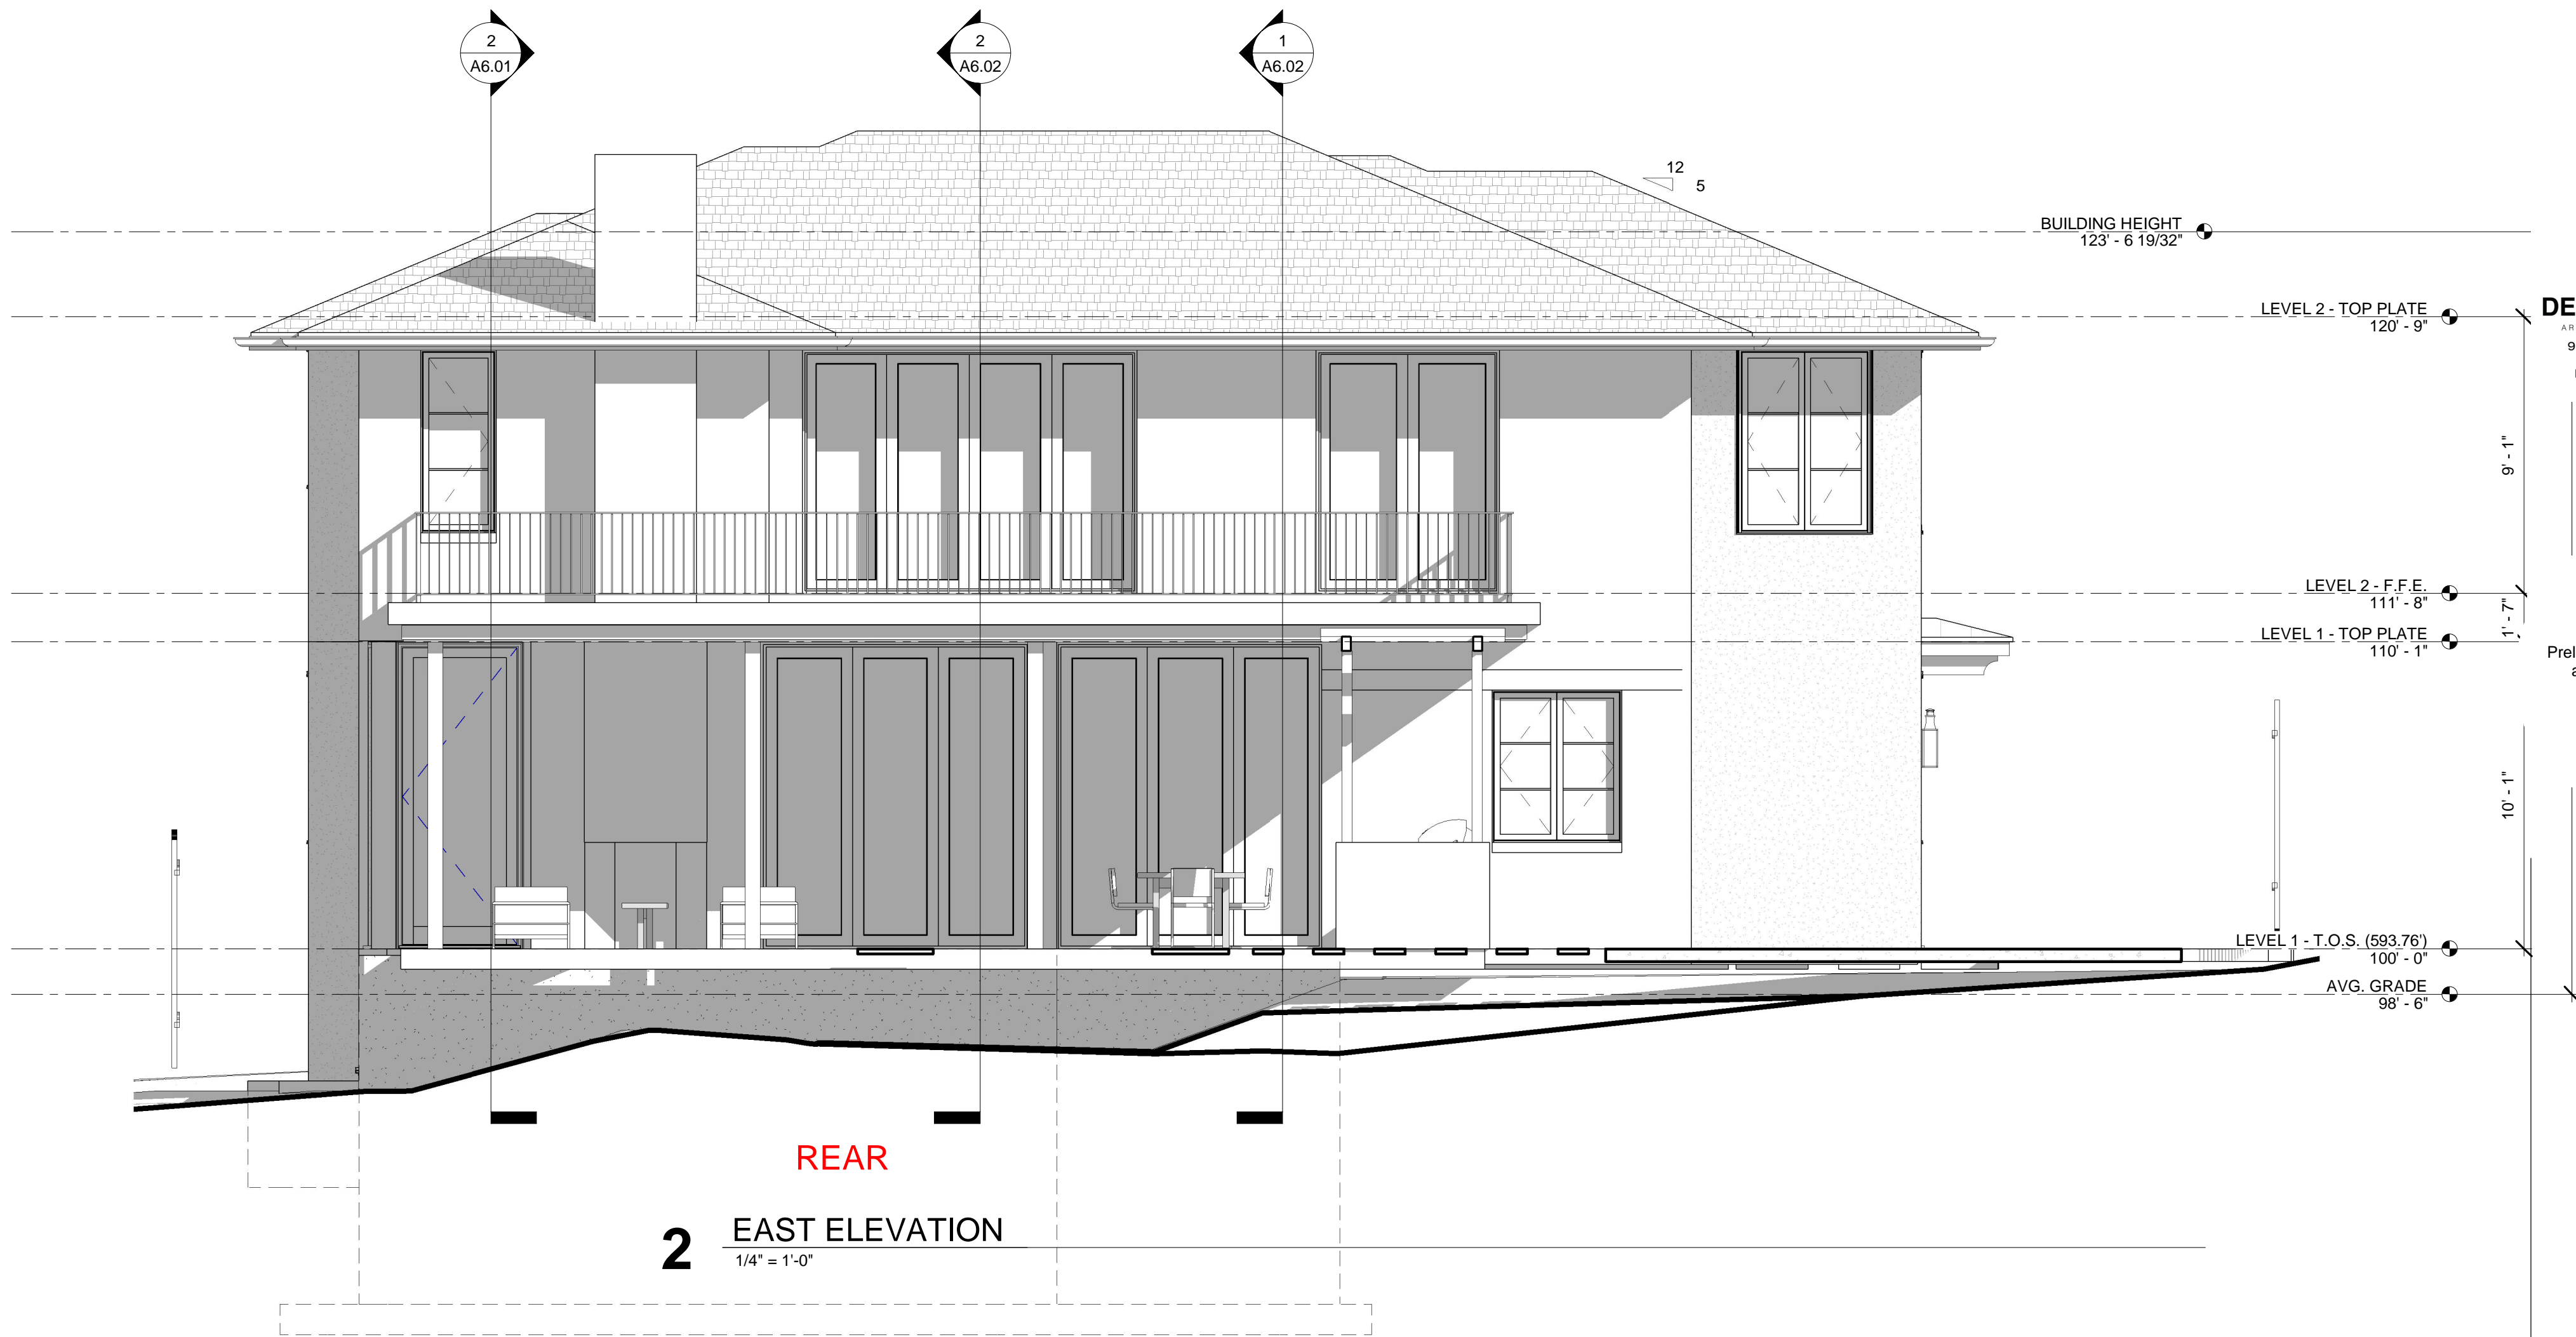 2
A6.01
2
A6.02
1
A6.02
12
5
BUILDING HEIGHT
123' - 6 19/32"
LEVEL 2 - TOP PLATE
120' - 9"
DE
A R
9
9' - 1"
LEVEL 2 - F.F.E.
111' - 8"
1' - 7"
LEVEL 1 - TOP PLATE
110' - 1"
Prel
a
10' - 1"
LEVEL 1 - T.O.S. (593.76')
100' - 0"
AVG. GRADE
98' - 6"
REAR
2
EAST ELEVATION
1/4" = 1'-0"